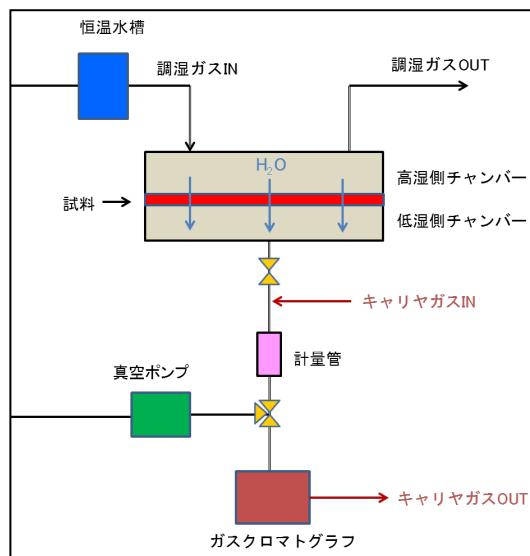 恒温水槽
調湿ガスIN
調湿ガスOUT
H2O
高湿側チャンバー
試料
低湿側チャンバー
キャリヤガスIN
計量管
真空ポンプ
キャリヤガスOUT
ガスクロマトグラフ